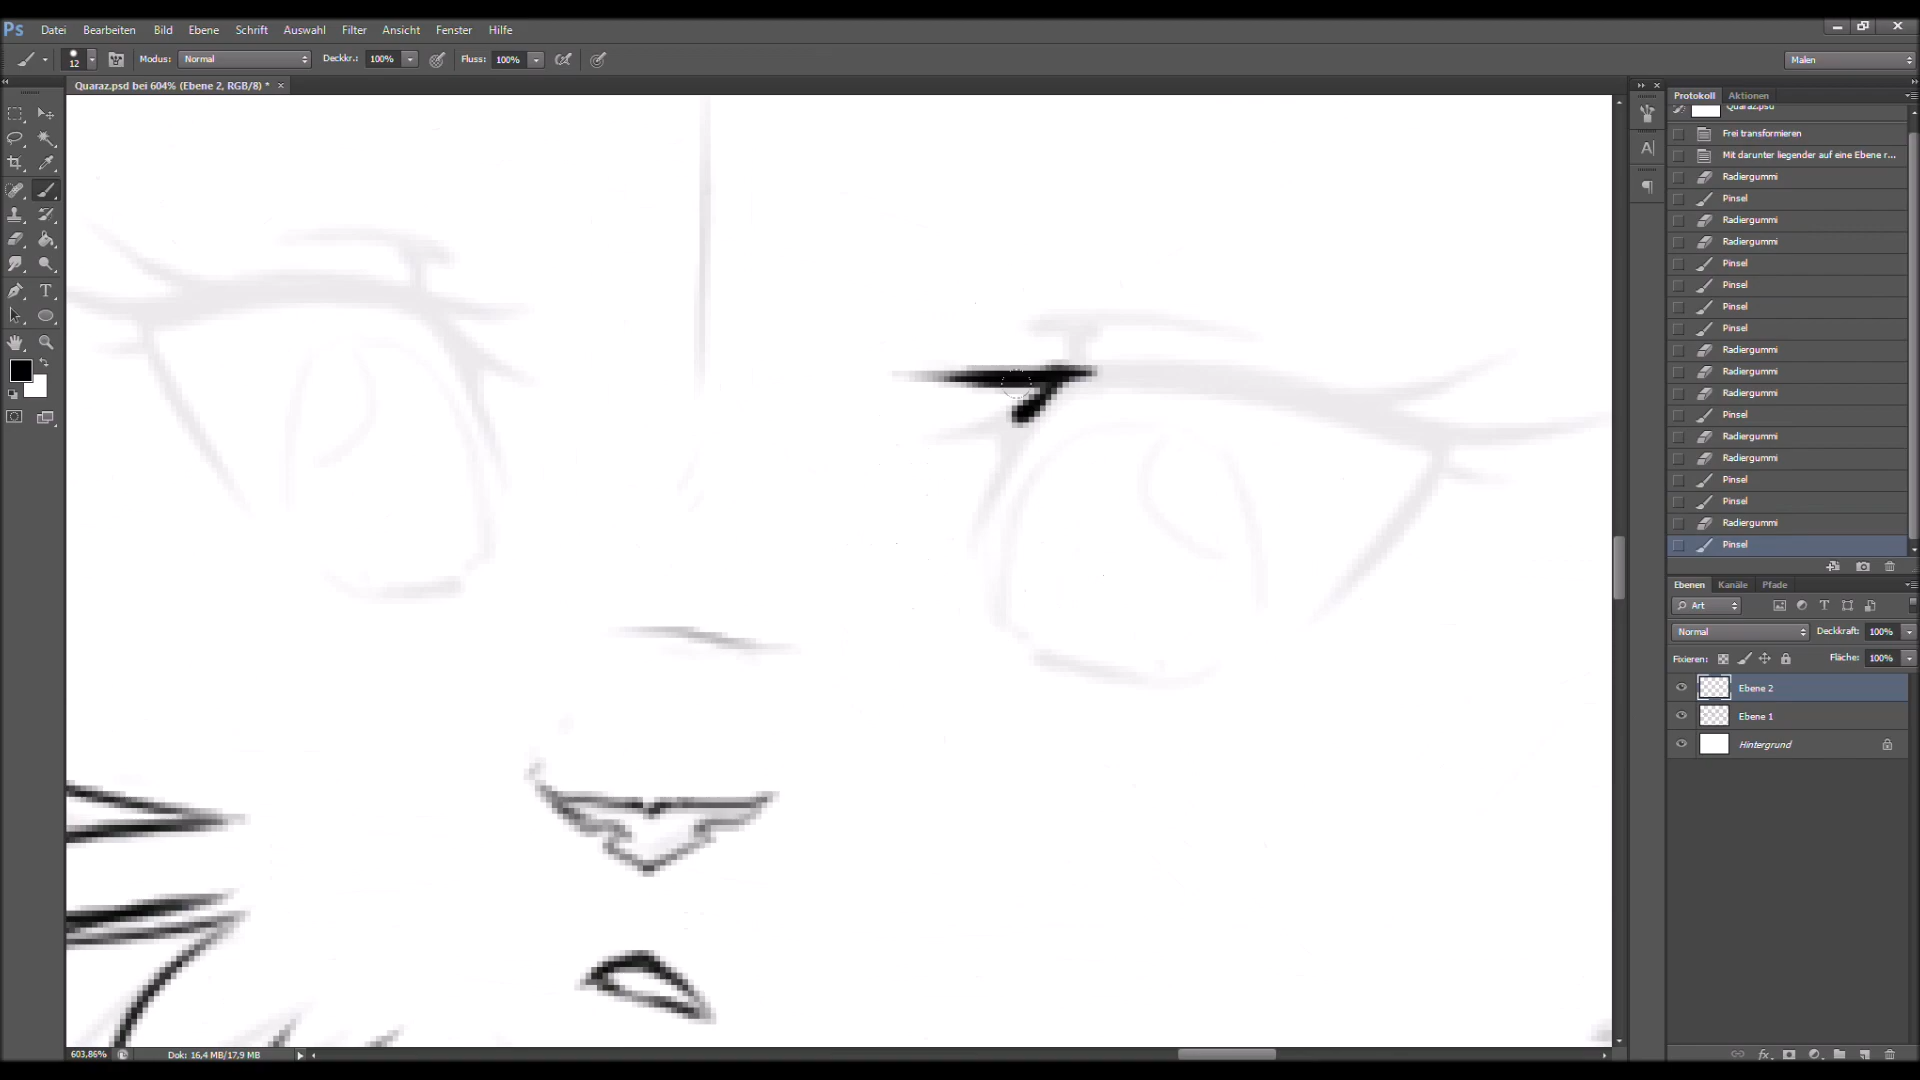 Ps Datei Bearbeiten Bild Ebene Schrift Auswahl Filter Ansicht Fenster Hilfe
12 Modus: Normal Deckkr.: 100% Fluss: 100% Malen
Quaraz.psd bei 604% (Ebene 2, RGB/8) *
Protokoll Aktionen
Quaraz.psd
Frei transformieren
Mit darunter liegender auf eine Ebene r...
Radiergummi
Pinsel
Radiergummi
Radiergummi
Pinsel
Pinsel
Pinsel
Pinsel
Radiergummi
Radiergummi
Radiergummi
Pinsel
Radiergummi
Radiergummi
Pinsel
Pinsel
Radiergummi
Pinsel
Ebenen Kanäle Pfade
Art
Normal Deckkraft: 100%
Fixieren: Fläche: 100%
Ebene 2
Ebene 1
Hintergrund
603,86% Dok: 16,4 MB/17,9 MB